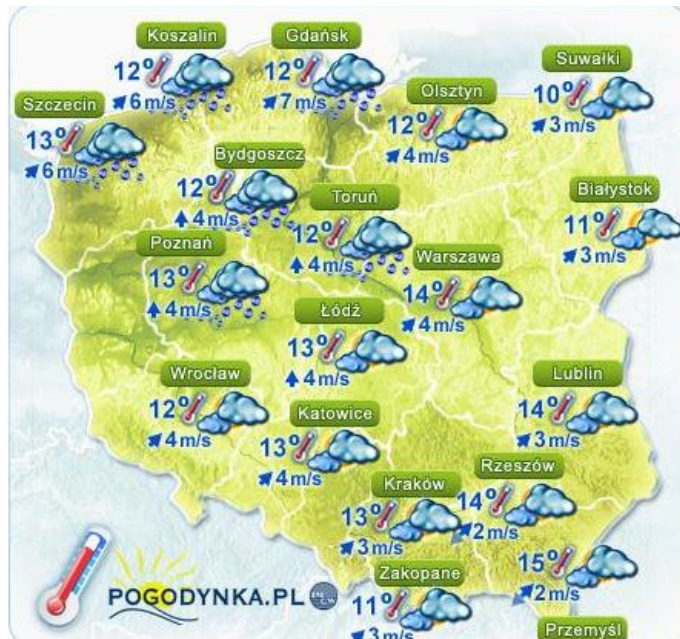 Koszalin
12°
6 m/s
Gdańsk
12°
7 m/s
Suwałki
10°
3 m/s
Olsztyn
12°
4 m/s
Szczecin
13°
6 m/s
Bydgoszcz
12°
4 m/s
Toruń
12°
4 m/s
Białystok
11°
3 m/s
Poznań
13°
4 m/s
Warszawa
14°
4 m/s
Łódź
13°
4 m/s
Wrocław
12°
4 m/s
Katowice
13°
4 m/s
Lublin
14°
3 m/s
Kraków
13°
3 m/s
Rzeszów
14°
2 m/s
Zakopane
11°
3 m/s
15°
2 m/s
Przemyśl
POGODYNKA.PL